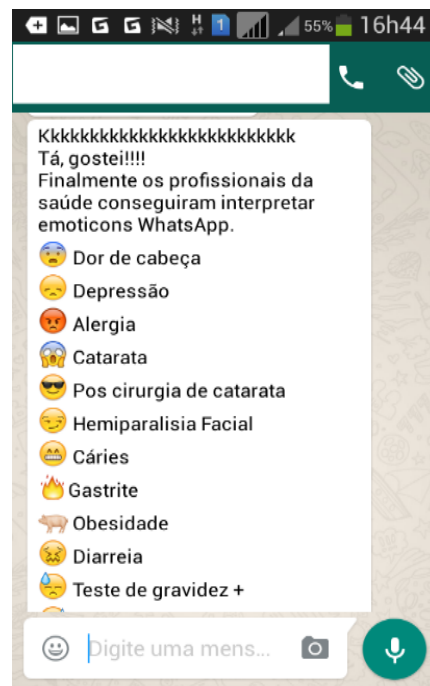 H 1 55% 16h44
Kkkkkkkkkkkkkkkkkkkkkkkkkk
Tá, gostei!!!!
Finalmente os profissionais da
saúde conseguiram interpretar
emoticons WhatsApp.
Dor de cabeça
Depressão
Alergia
Catarata
Pos cirurgia de catarata
Hemiparalisia Facial
Cáries
Gastrite
Obesidade
Diarreia
Teste de gravidez +
Digite uma mens...